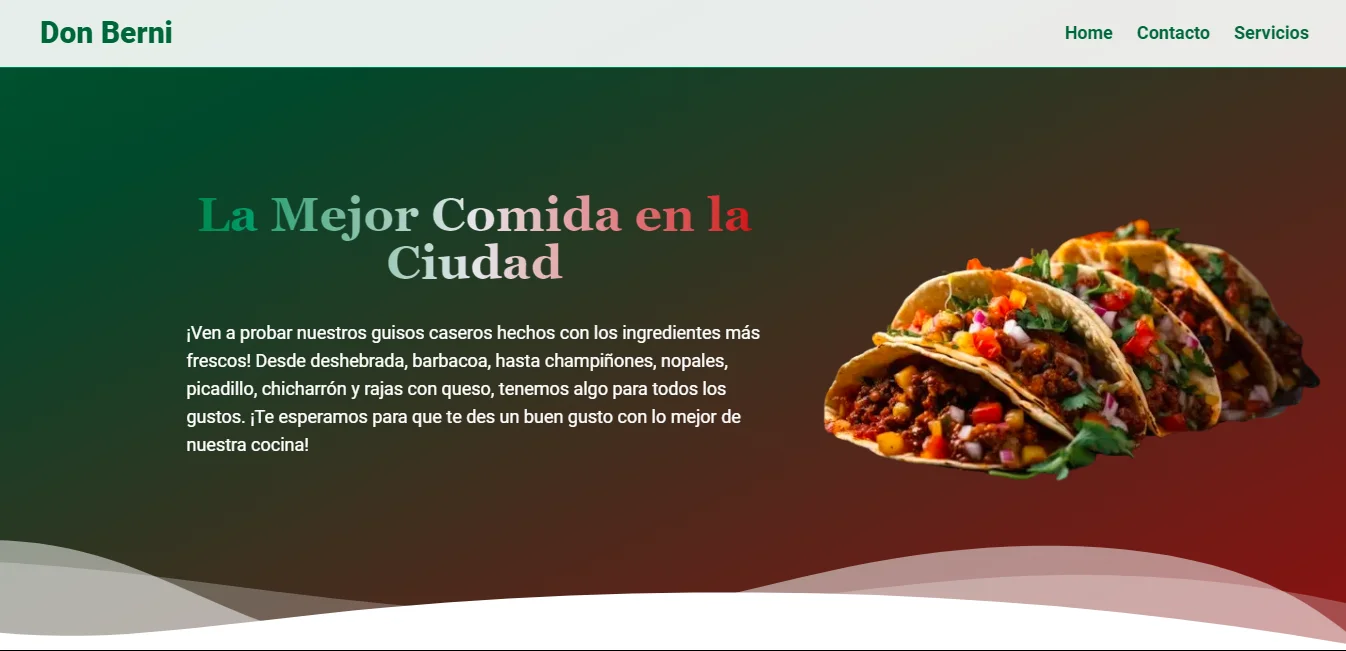 Don Berni
Home Contacto Servicios
La Mejor Comida en la
Ciudad
¡Ven a probar nuestros guisos caseros hechos con los ingredientes más
frescos! Desde deshebrada, barbacoa, hasta champiñones, nopales,
picadillo, chicharrón y rajas con queso, tenemos algo para todos los
gustos. ¡Te esperamos para que te des un buen gusto con lo mejor de
nuestra cocina!